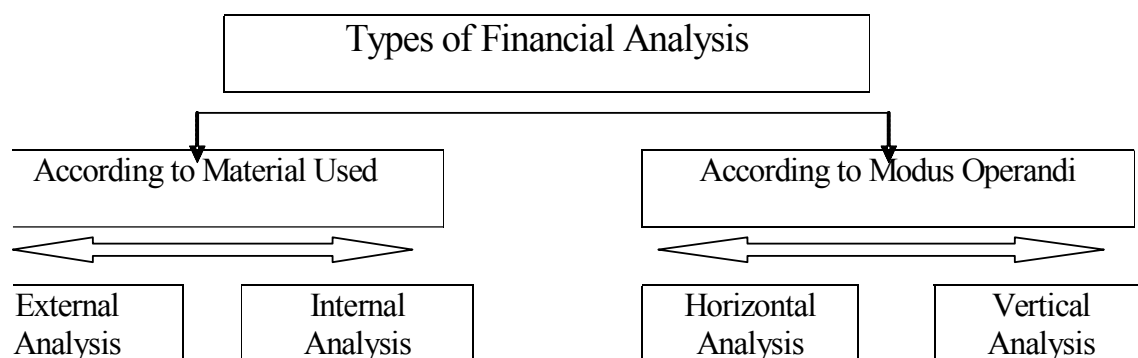 Types of Financial Analysis
According to Material Used
According to Modus Operandi
External
Analysis
Internal
Analysis
Horizontal
Analysis
Vertical
Analysis